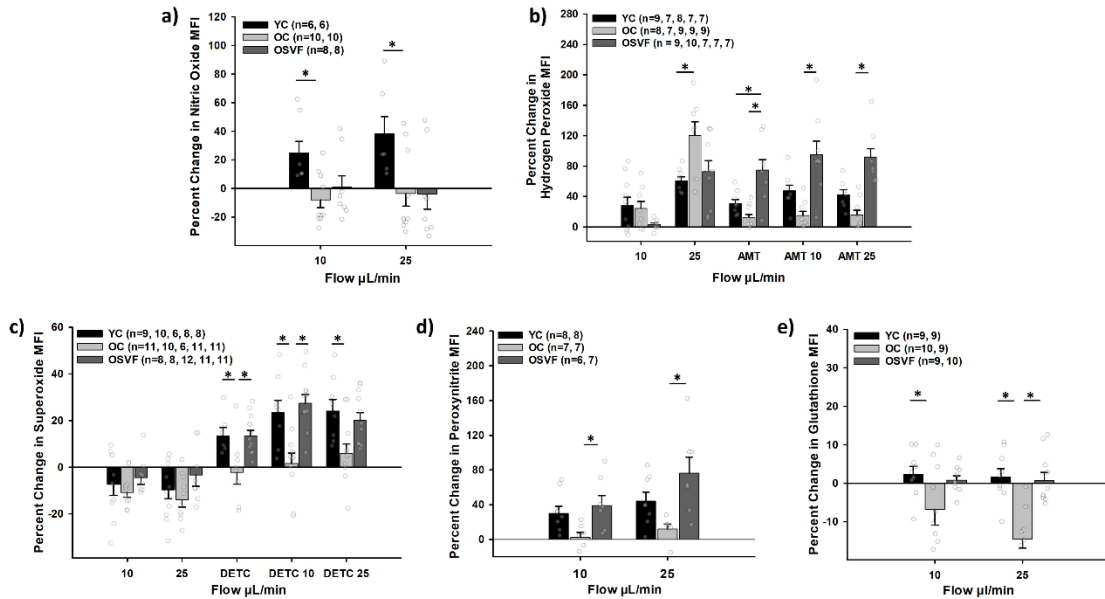 a)
YC (n=6, 6)
OC (n=10, 10)
OSVF (n=8, 8)
Percent Change in Nitric Oxide MFI
60
40
20
0
-20
*
*
10
25
Flow µL/min
b)
YC (n=9, 7, 8, 7, 7)
OC (n=8, 7, 9, 9, 9)
OSVF (n = 9, 10, 7, 7, 7)
Percent Change in
Hydrogen Peroxide MFI
280
240
200
160
120
80
40
0
*
*
*
*
*
10
25
AMT
AMT 10
AMT 25
Flow µL/min
c)
YC (n=9, 10, 6, 8, 8)
OC (n=11, 10, 6, 11, 11)
OSVF (n=8, 8, 12, 11, 11)
Percent Change in Superoxide MFI
60
40
20
0
-20
*
*
*
*
*
10
25
DETC
DETC 10
DETC 25
Flow µL/min
d)
YC (n=8, 8)
OC (n=7, 7)
OSVF (n=6, 7)
Percent Change in Peroxynitrite MFI
240
200
160
120
80
40
0
*
*
10
25
Flow µL/min
e)
YC (n=9, 9)
OC (n=10, 9)
OSVF (n=9, 10)
Percent Change in Glutathione MFI
40
30
20
10
0
-10
*
*
*
10
25
Flow µL/min